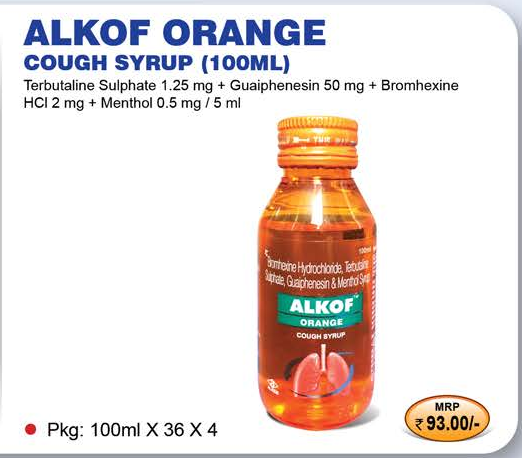 ALKOF ORANGE
COUGH SYRUP (100ML)
Terbutaline Sulphate 1.25 mg + Guaiphenesin 50 mg + Bromhexine
HCl 2 mg + Menthol 0.5 mg / 5 ml
100ml
Bromhexine Hydrochloride, Terbutaline
Sulphate, Guaiphenesin & Menthol Syrup
ALKOF
ORANGE
COUGH SYRUP
MRP
₹ 93.00/-
Pkg: 100ml X 36 X 4